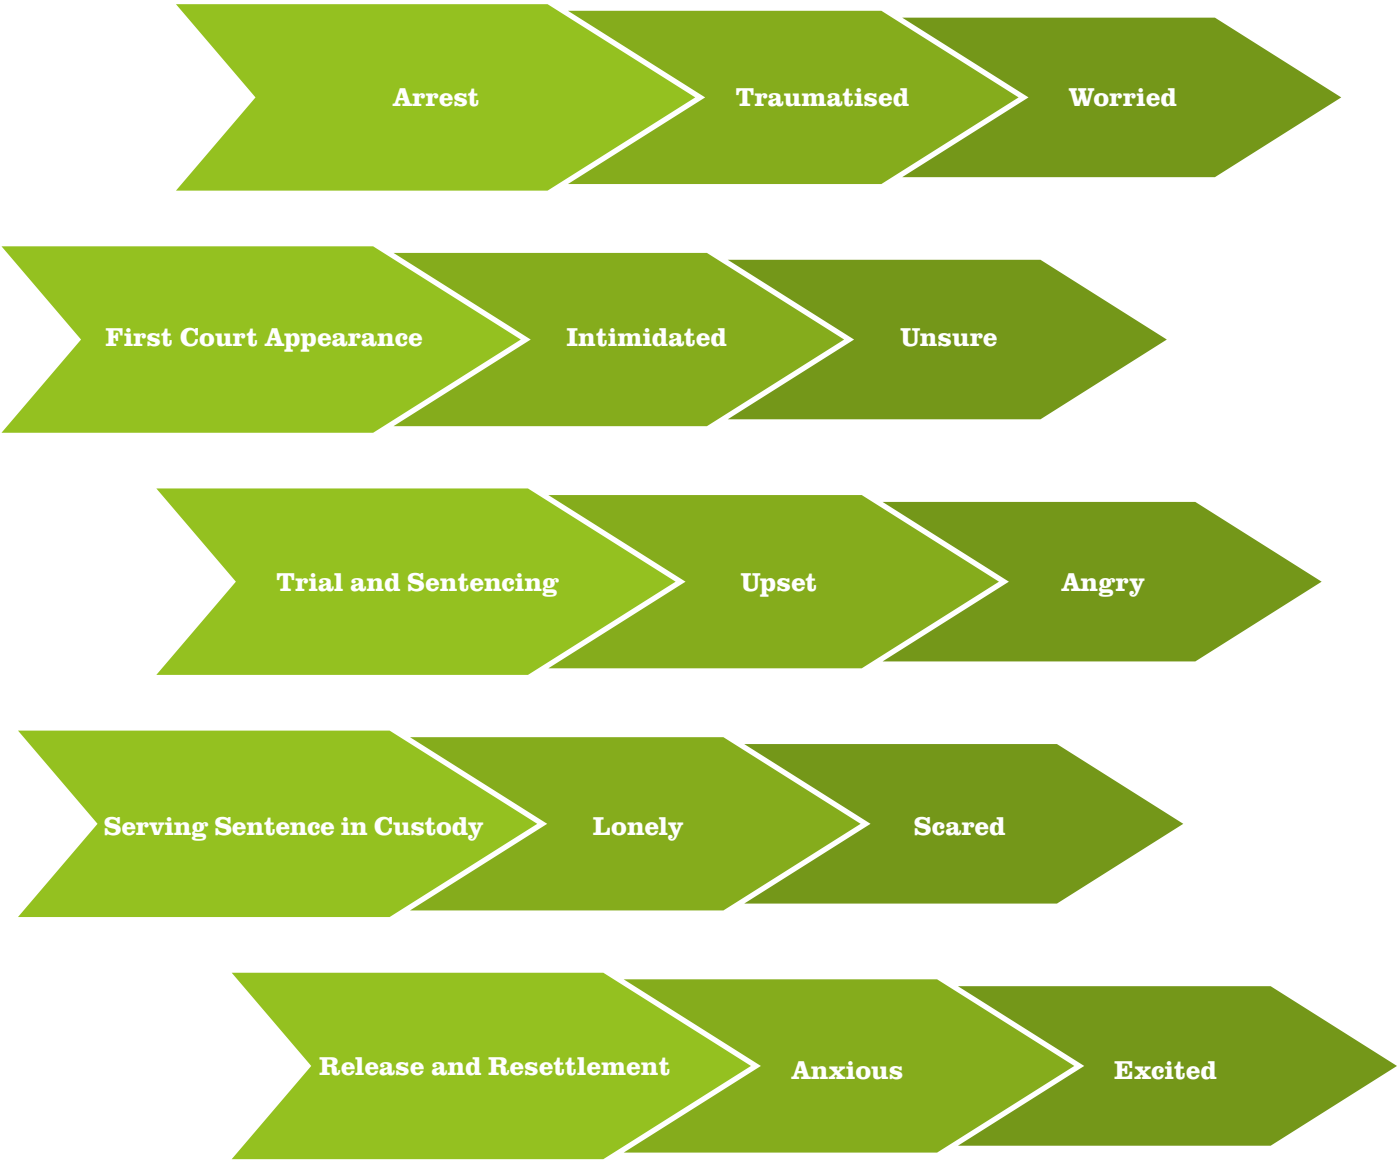 Arrest
Traumatised
Worried
First Court Appearance
Intimidated
Unsure
Trial and Sentencing
Upset
Angry
Serving Sentence in Custody
Lonely
Scared
Release and Resettlement
Anxious
Excited